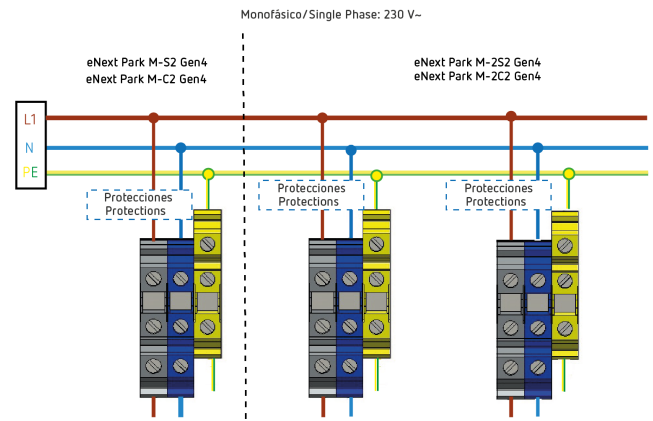 Monofásico/Single Phase: 230 V~
eNext Park M-S2 Gen4
eNext Park M-C2 Gen4
eNext Park M-2S2 Gen4
eNext Park M-2C2 Gen4
L1
N
PE
Protecciones
Protections
Protecciones
Protections
Protecciones
Protections